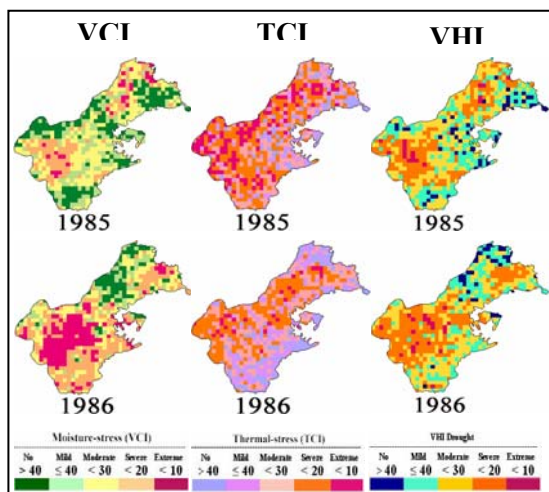 VCI TCI VHI
1985 1985 1985
1986 1986 1986
Moisture-stress (VCI) Thermal-stress (TCI) VHI Drought
No Mild Moderate Severe Extreme No Mild Moderate Severe Extreme No Mild Moderate Severe Extreme
> 40 ≤ 40 < 30 < 20 < 10 > 40 ≤ 40 < 30 < 20 < 10 > 40 ≤ 40 < 30 < 20 < 10